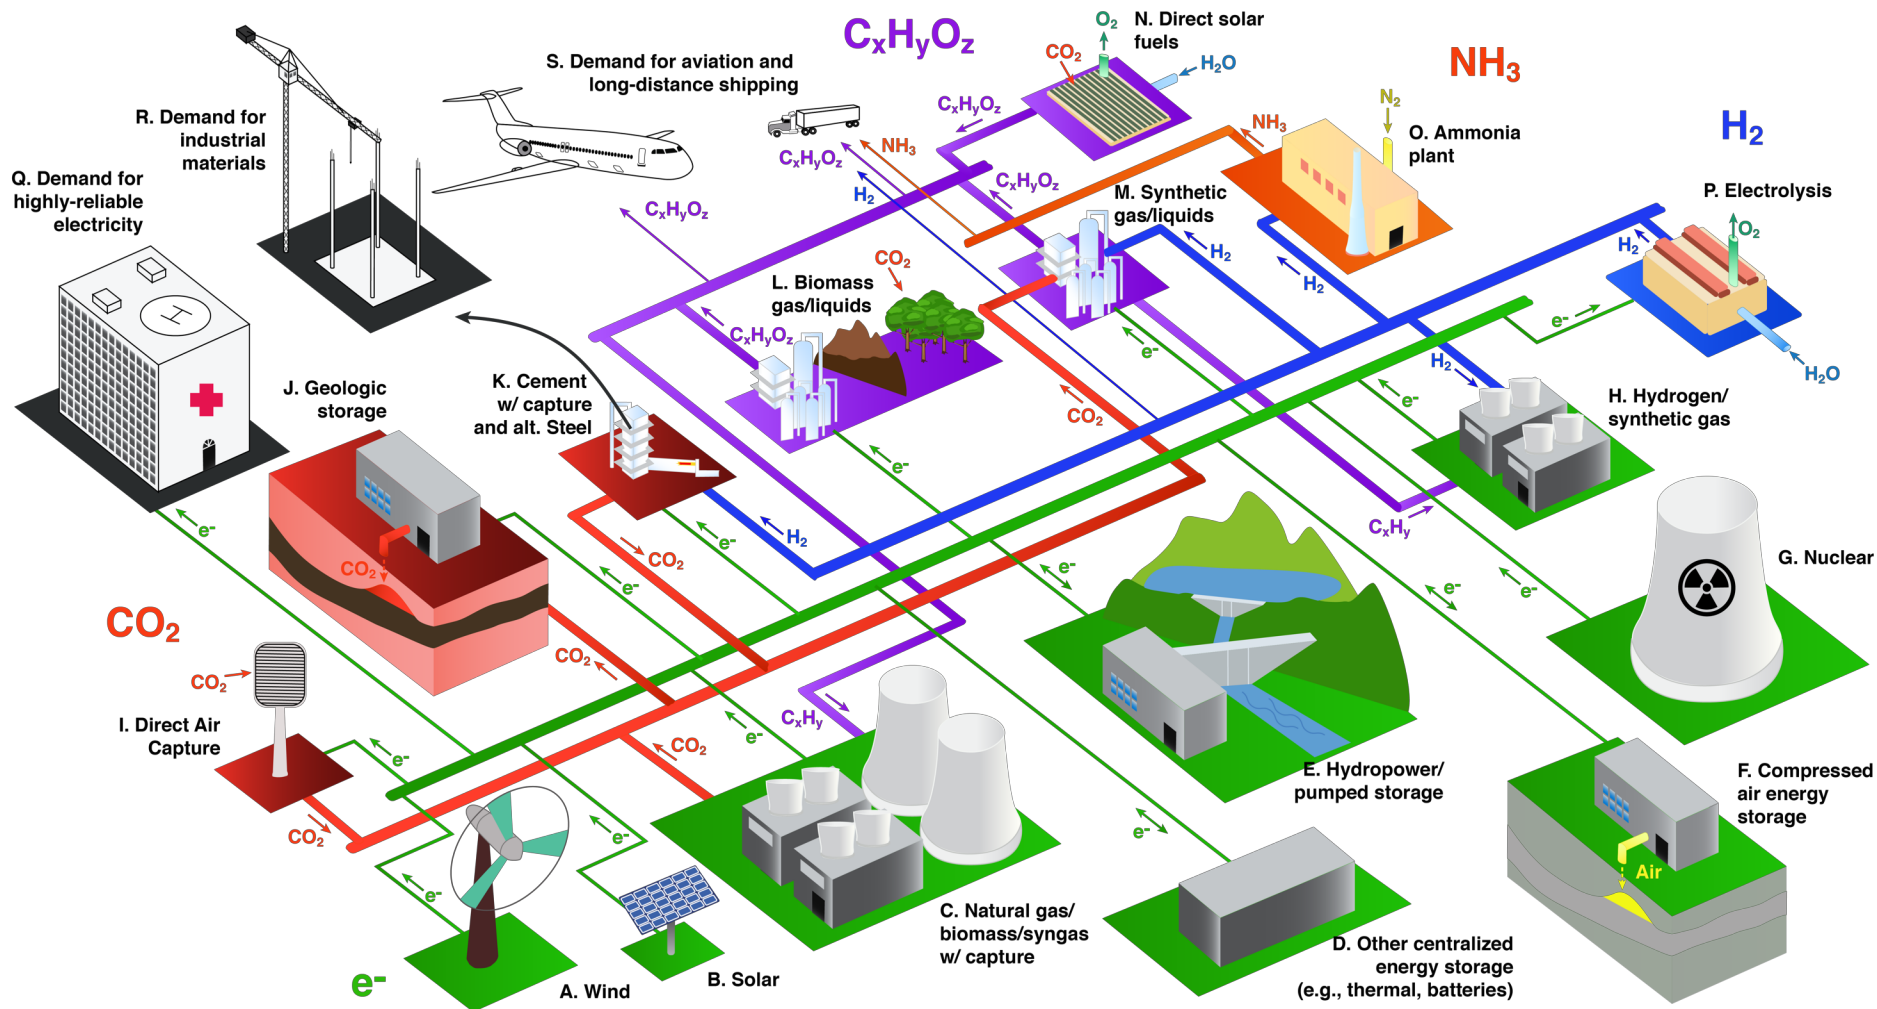 CxHyOz
NH3
H2
CO2
e-
N. Direct solar
fuels
O2
CO2
H2O
CxHyOz
S. Demand for aviation and
long-distance shipping
CxHyOz
NH3
H2
CxHyOz
CxHyOz
NH3
N2
O. Ammonia
plant
M. Synthetic
gas/liquids
H2
H2
P. Electrolysis
O2
H2
e-
H2O
R. Demand for
industrial
materials
Q. Demand for
highly-reliable
electricity
L. Biomass
gas/liquids
CO2
CxHyOz
e-
e-
CO2
H2
e-
H. Hydrogen/
synthetic gas
CxHy
J. Geologic
storage
CO2
K. Cement
w/ capture
and alt. Steel
H2
e-
CO2
e-
e-
CO2
CO2
I. Direct Air
Capture
e-
CO2
CO2
e-
CxHy
e-
e-
e-
G. Nuclear
E. Hydropower/
pumped storage
e-
F. Compressed
air energy
storage
Air
e-
e-
A. Wind
B. Solar
C. Natural gas/
biomass/syngas
w/ capture
D. Other centralized
energy storage
(e.g., thermal, batteries)